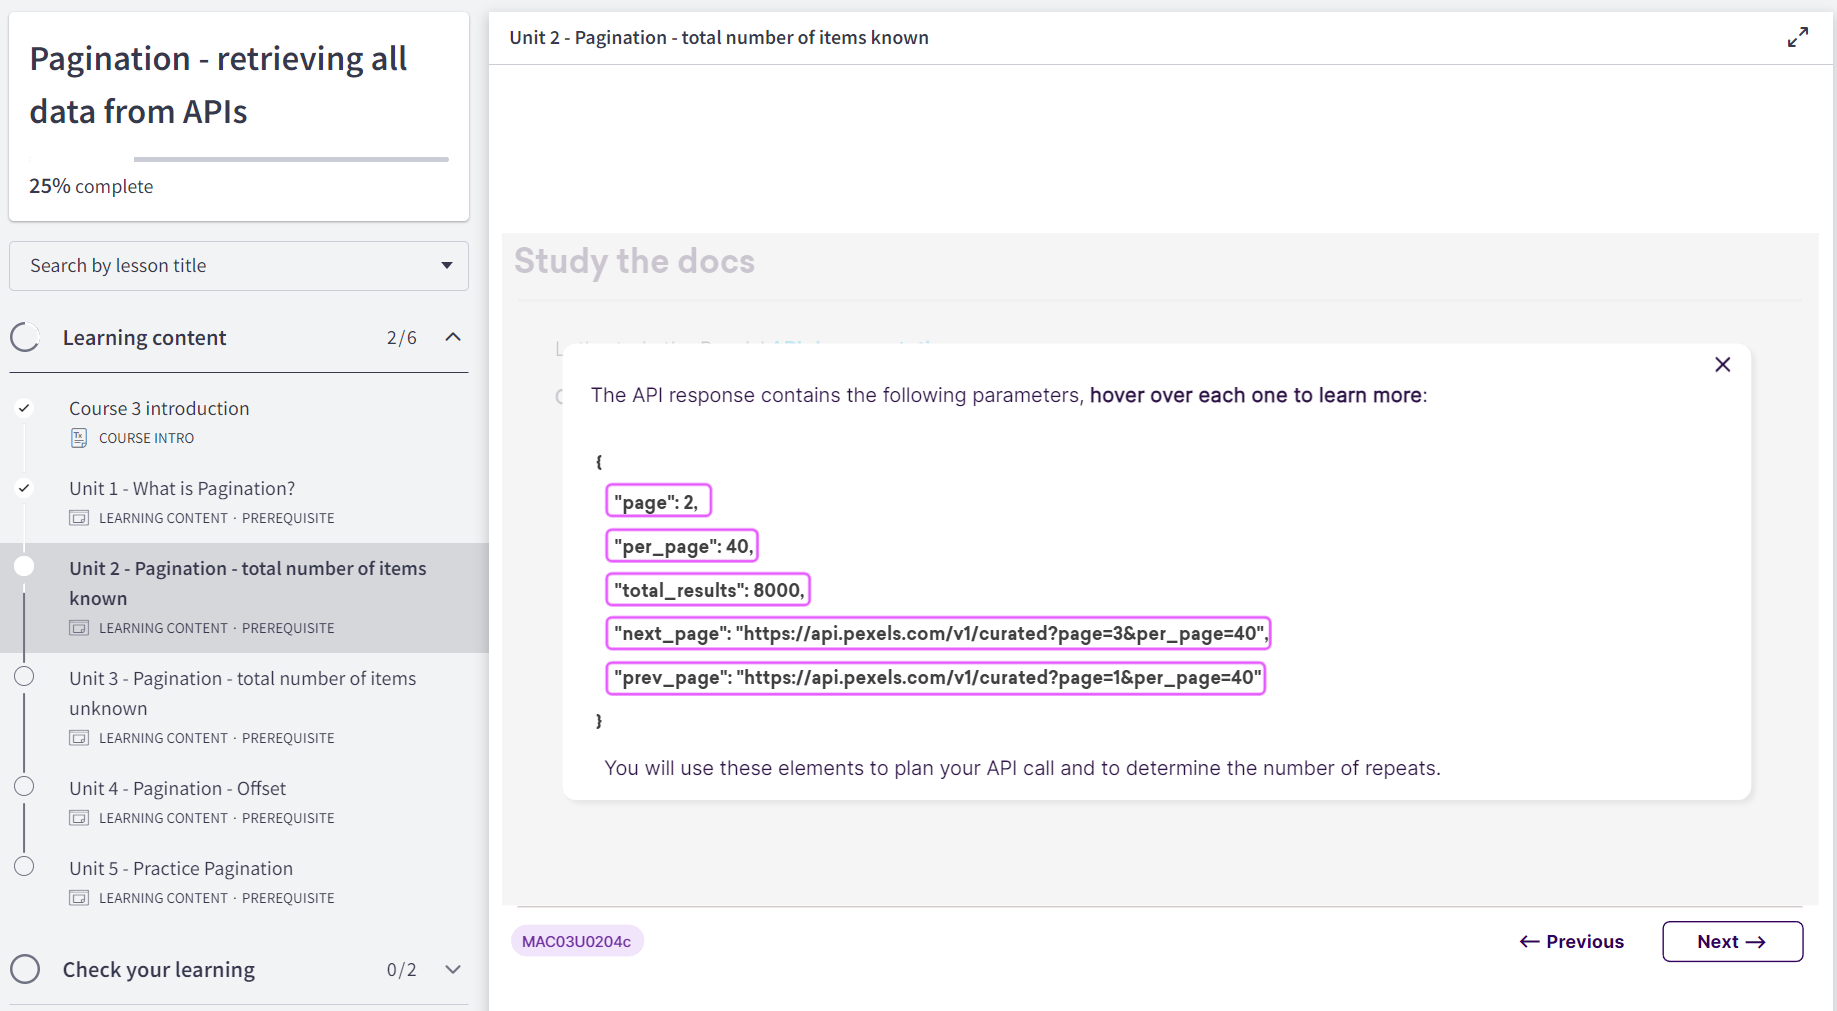 Pagination - retrieving all
data from APIs
25% complete
Search by lesson title
Learning content 2/6
Course 3 introduction
COURSE INTRO
Unit 1 - What is Pagination?
LEARNING CONTENT · PREREQUISITE
Unit 2 - Pagination - total number of items
known
LEARNING CONTENT · PREREQUISITE
Unit 3 - Pagination - total number of items
unknown
LEARNING CONTENT · PREREQUISITE
Unit 4 - Pagination - Offset
LEARNING CONTENT · PREREQUISITE
Unit 5 - Practice Pagination
LEARNING CONTENT · PREREQUISITE
Check your learning 0/2
Unit 2 - Pagination - total number of items known
Study the docs
The API response contains the following parameters, hover over each one to learn more:
{
"page": 2,
"per_page": 40,
"total_results": 8000,
"next_page": "https://api.pexels.com/v1/curated?page=3&per_page=40",
"prev_page": "https://api.pexels.com/v1/curated?page=1&per_page=40"
}
You will use these elements to plan your API call and to determine the number of repeats.
MAC03U0204c
← Previous
Next →